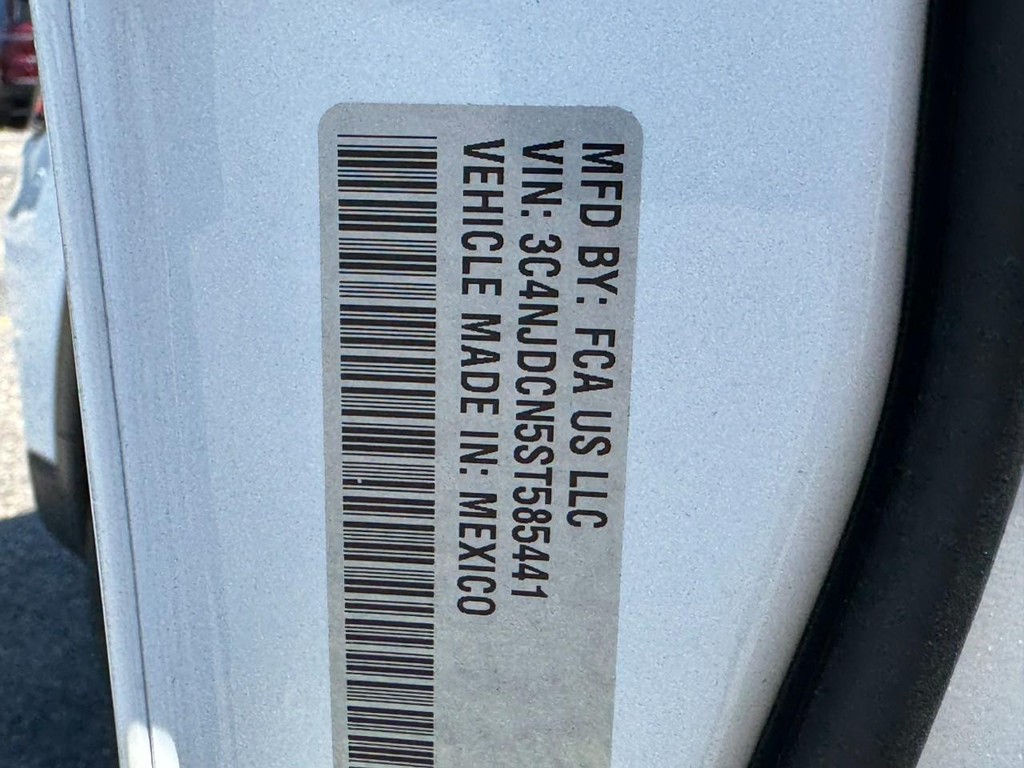 MFD BY: FCA US LLC
VIN: 3C4NJDCN5ST585441
VEHICLE MADE IN: MEXICO